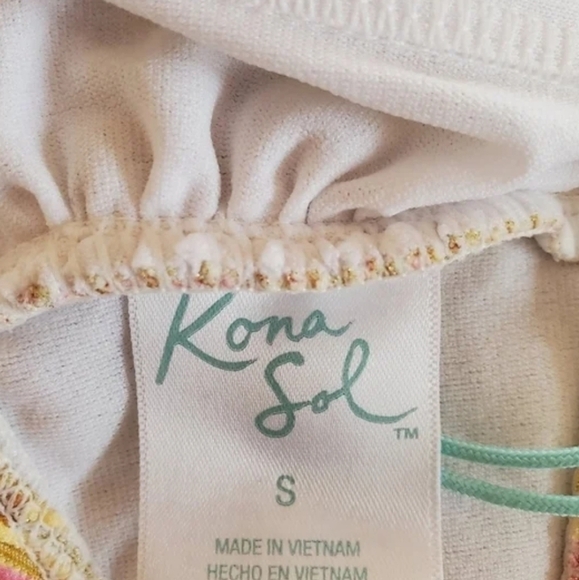 Kona
Sol
TM
S
MADE IN VIETNAM
HECHO EN VIETNAM